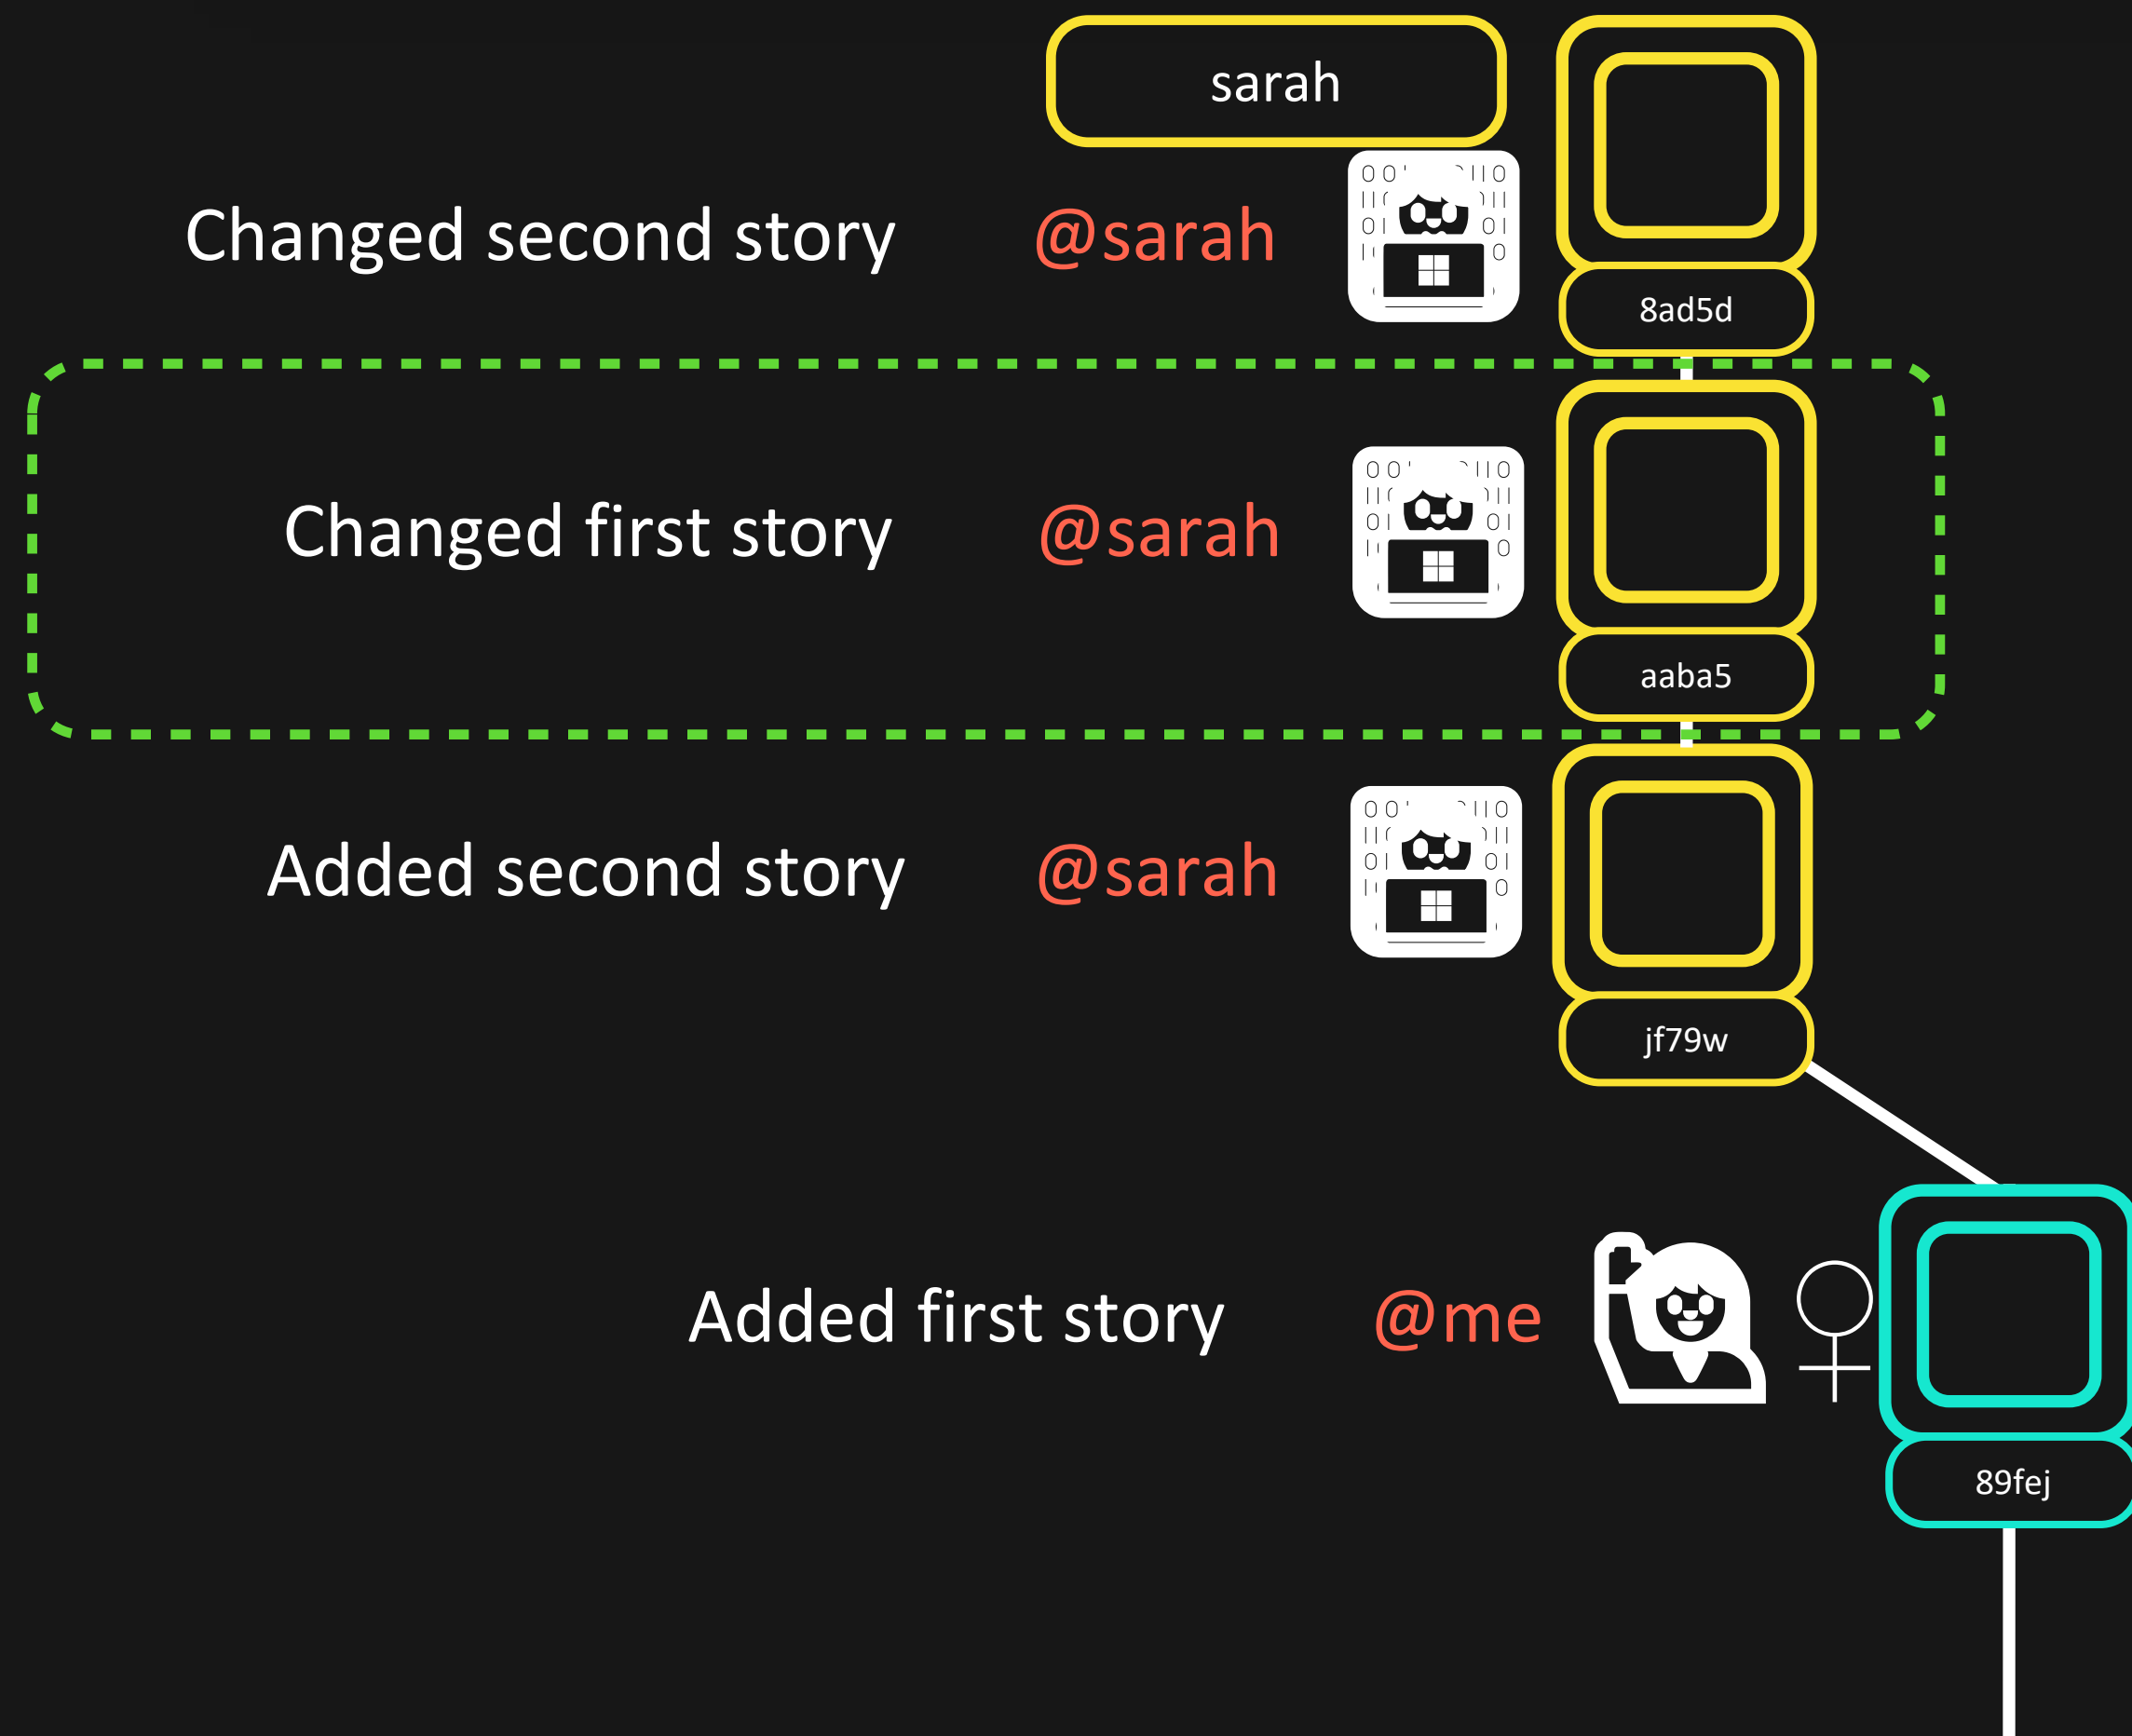 sarah
Changed second story @sarah
8ad5d
Changed first story @sarah
aaba5
Added second story @sarah
jf79w
Added first story @me
89fej